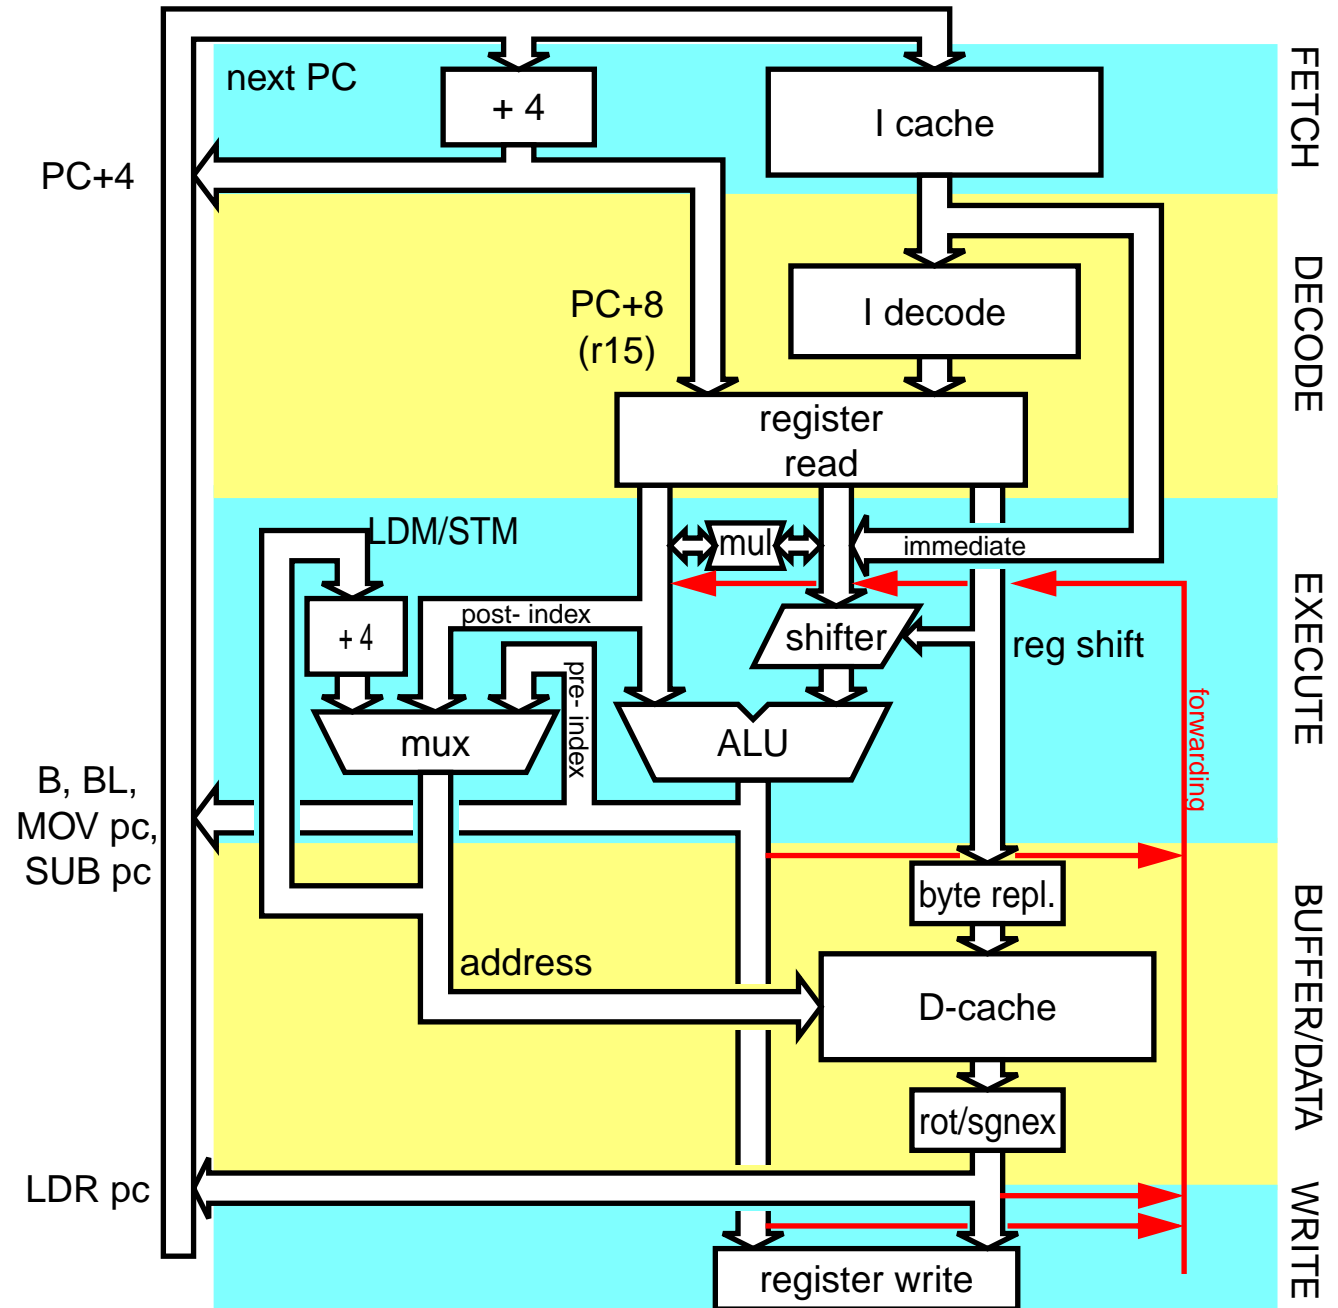 FETCH
next PC
+ 4
I cache
PC+4
DECODE
I decode
PC+8
(r15)
register
read
LDM/STM
mul
immediate
EXECUTE
+ 4
post- index
shifter
reg shift
pre- index
forwarding
mux
ALU
B, BL,
MOV pc,
SUB pc
byte repl.
BUFFER/DATA
address
D-cache
rot/sgnex
LDR pc
WRITE
register write